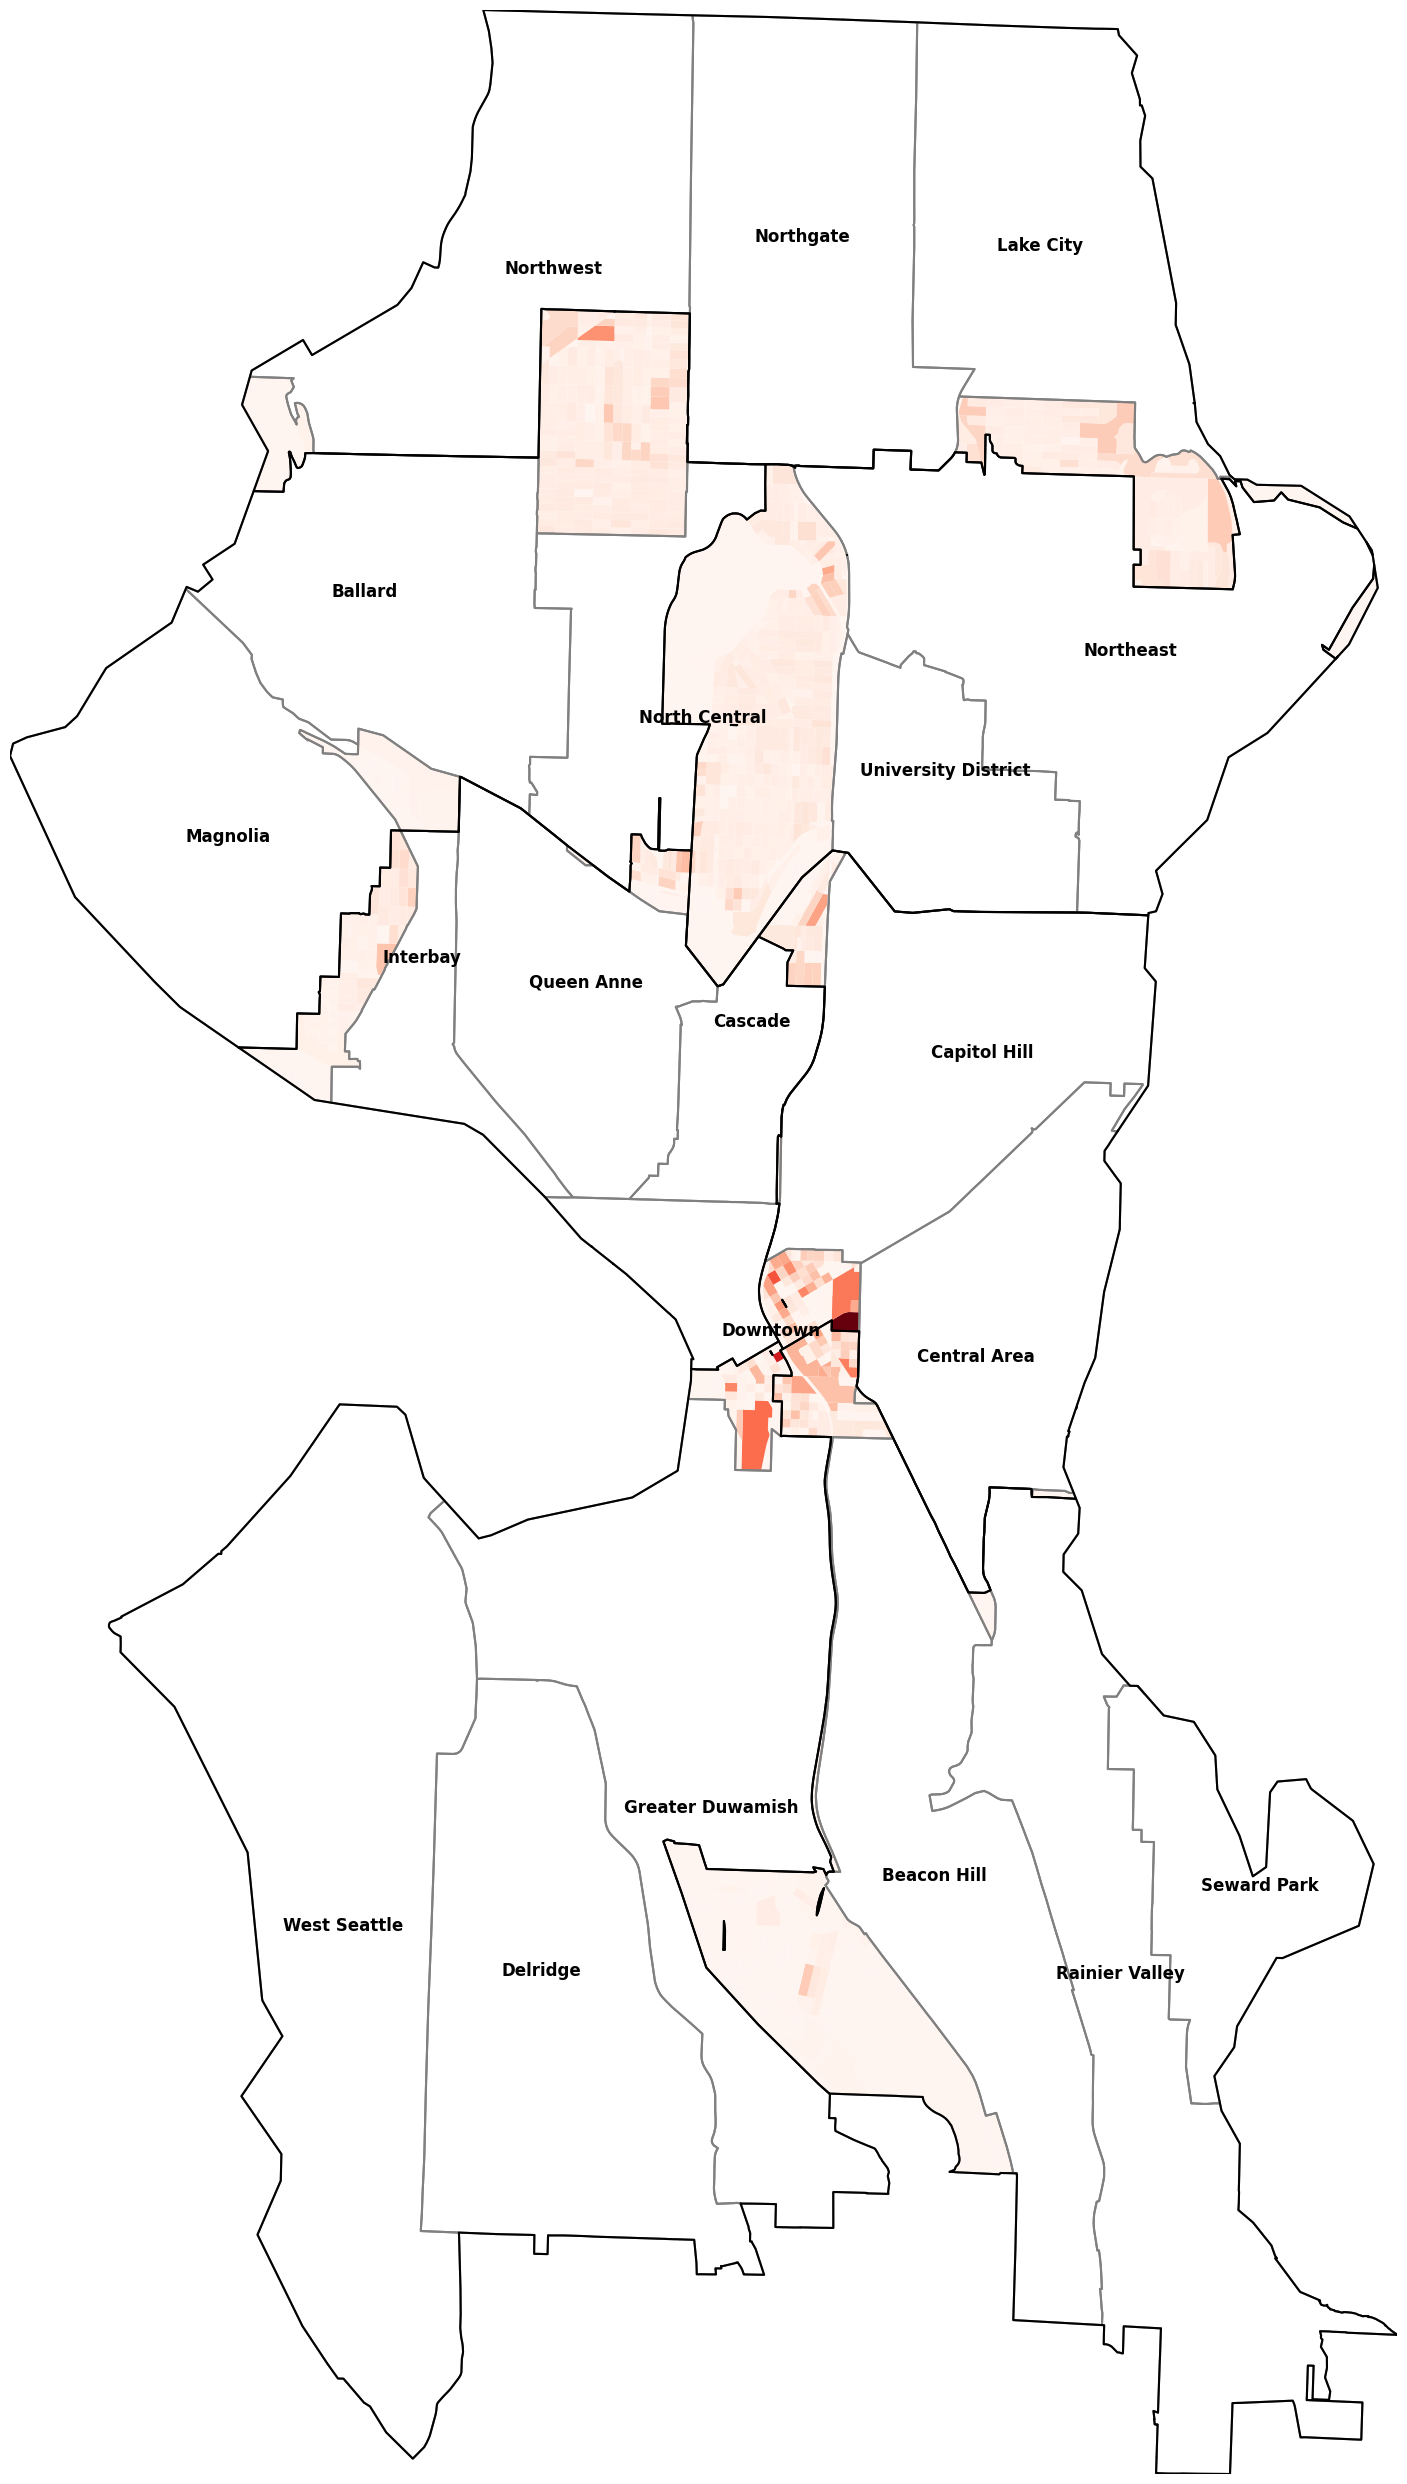 Northgate
Lake City
Northwest
Ballard
Northeast
North Central
University District
Magnolia
Interbay
Queen Anne
Cascade
Capitol Hill
Downtown
Central Area
Greater Duwamish
Beacon Hill
Seward Park
West Seattle
Delridge
Rainier Valley